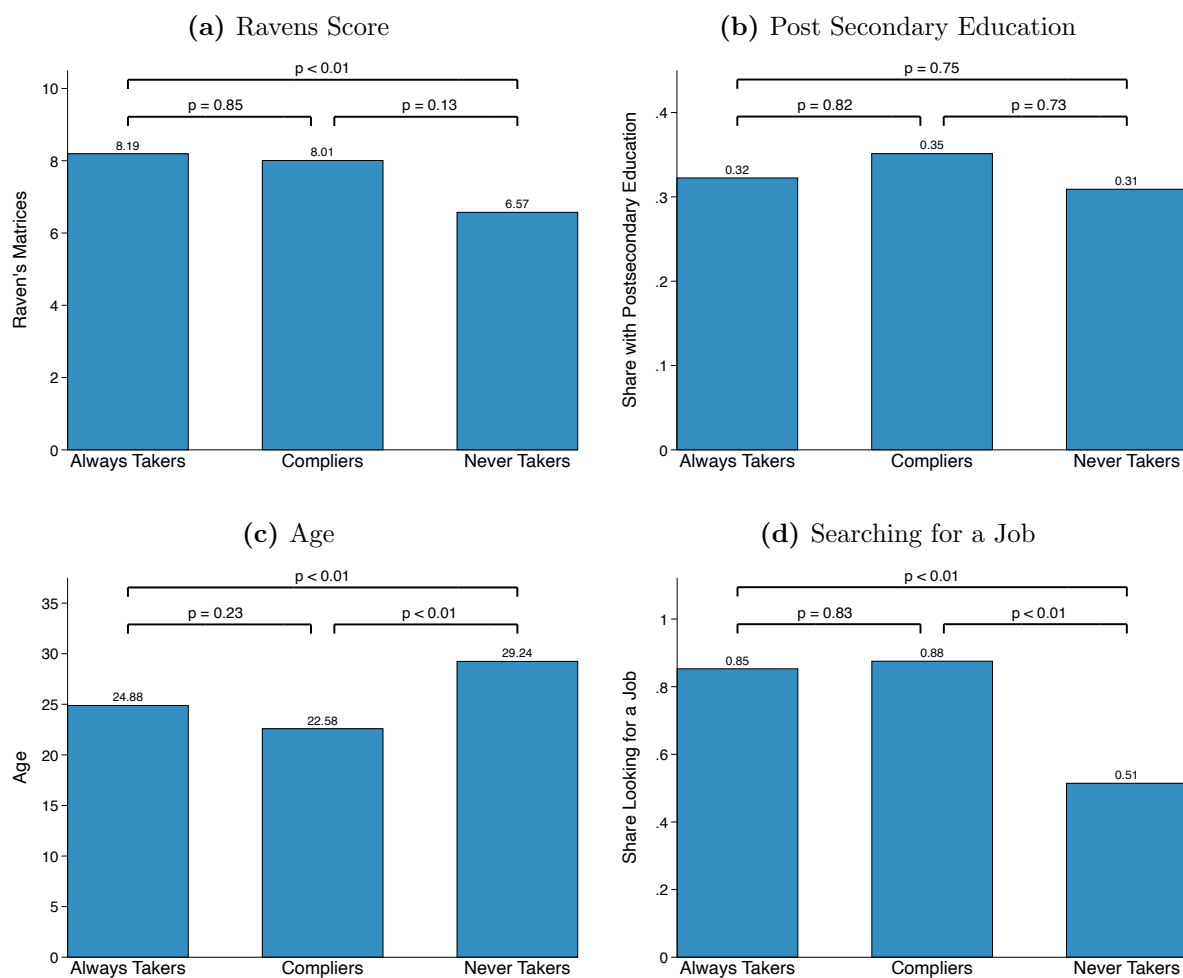 (a) Ravens Score
p < 0.01
p = 0.85
p = 0.13
8.19
8.01
6.57
Raven's Matrices
10
8
6
4
2
0
Always Takers
Compliers
Never Takers
(b) Post Secondary Education
p = 0.75
p = 0.82
p = 0.73
0.32
0.35
0.31
Share with Postsecondary Education
.4
.3
.2
.1
0
Always Takers
Compliers
Never Takers
(c) Age
p < 0.01
p = 0.23
p < 0.01
24.88
22.58
29.24
Age
35
30
25
20
15
10
5
0
Always Takers
Compliers
Never Takers
(d) Searching for a Job
p < 0.01
p = 0.83
p < 0.01
0.85
0.88
0.51
Share Looking for a Job
1
.8
.6
.4
.2
0
Always Takers
Compliers
Never Takers